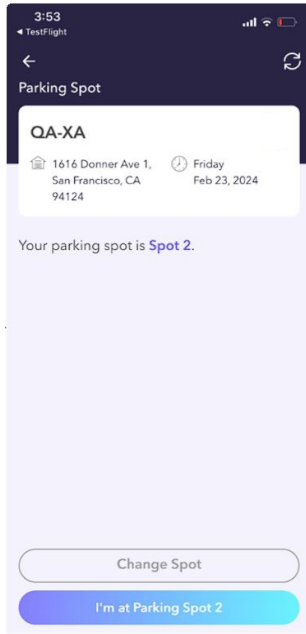 3:53
◀ TestFlight
Parking Spot
QA-XA
1616 Donner Ave 1,
San Francisco, CA
94124
Friday
Feb 23, 2024
Your parking spot is Spot 2.
Change Spot
I'm at Parking Spot 2